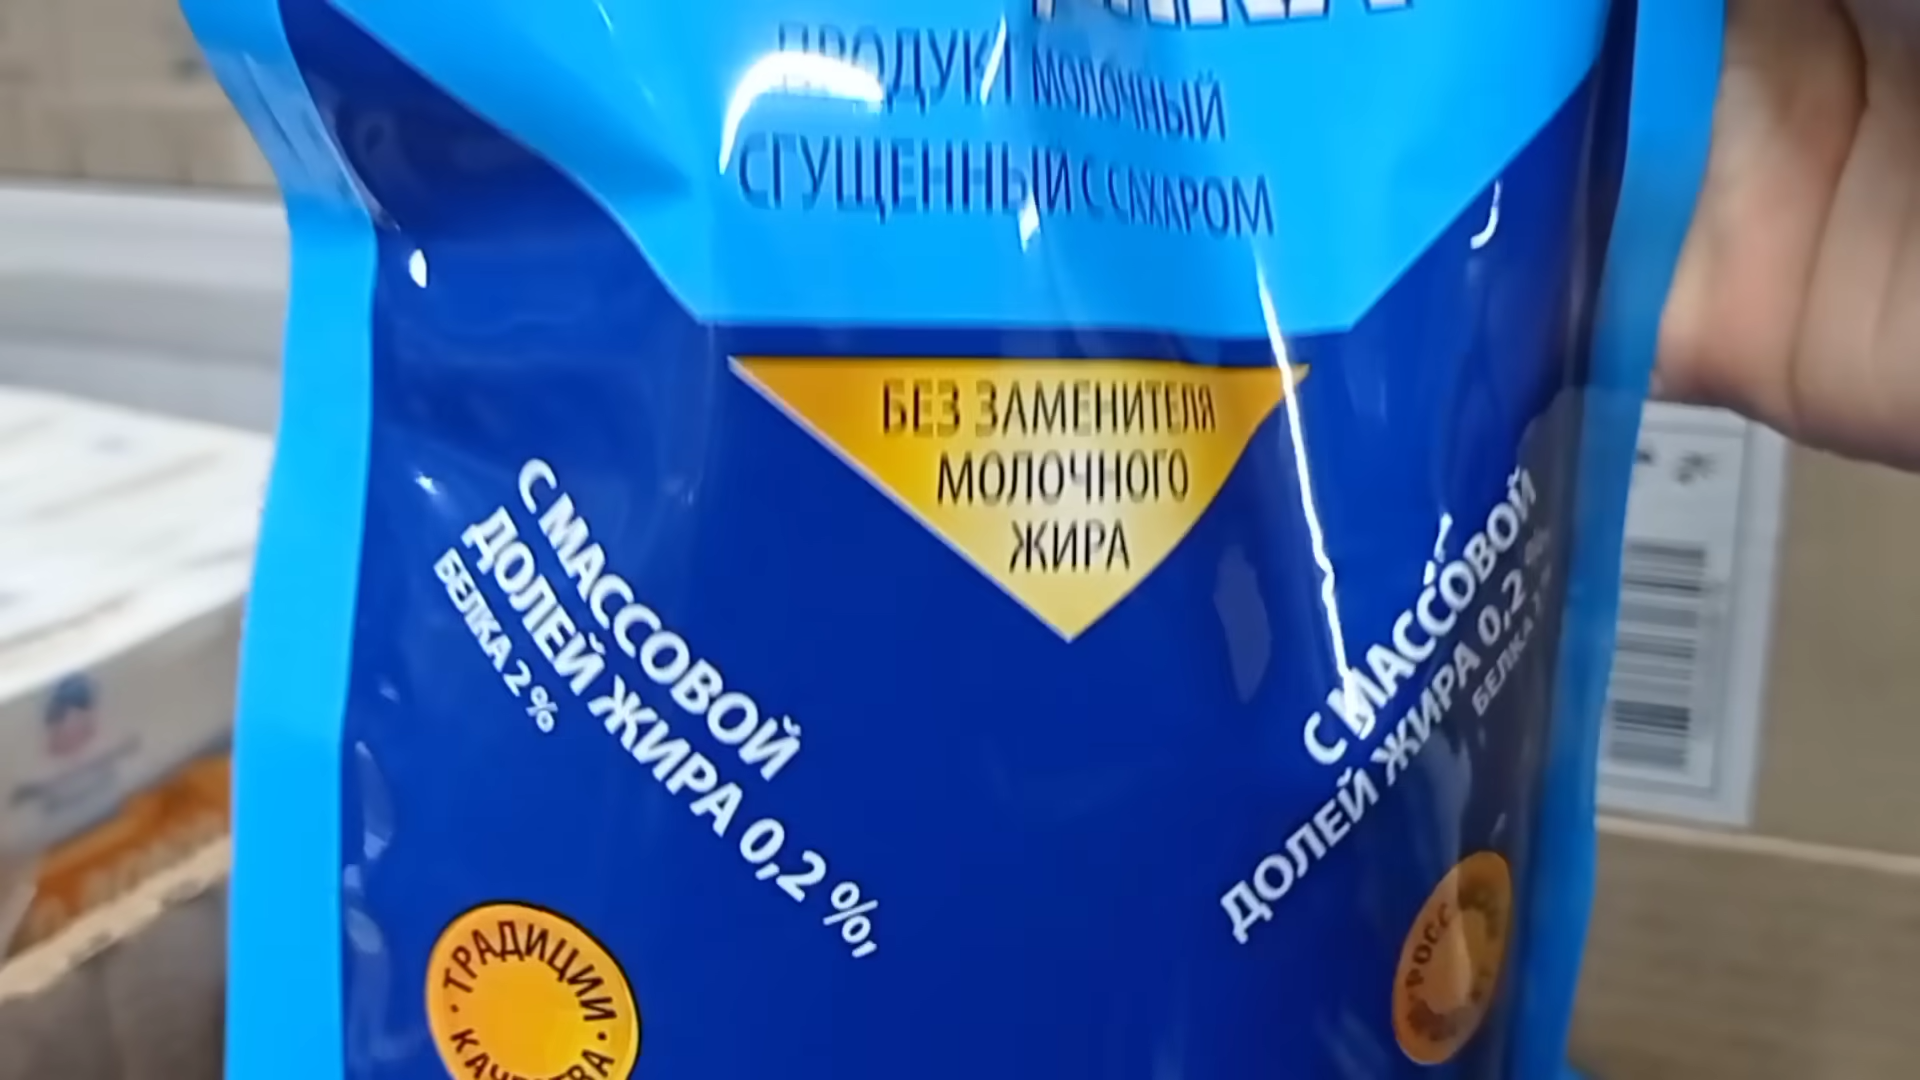 ПРОДУКТ МОЛОЧНЫЙ
СГУЩЕННЫЙ С САХАРОМ
БЕЗ ЗАМЕНИТЕЛЯ
МОЛОЧНОГО
ЖИРА
С МАССОВОЙ
ДОЛЕЙ ЖИРА 0,2 %,
БЕЛКА 2 %
С МАССОВОЙ
ДОЛЕЙ ЖИРА 0,2
БЕЛКА
· ТРАДИЦИИ ·
КАЧЕСТВА